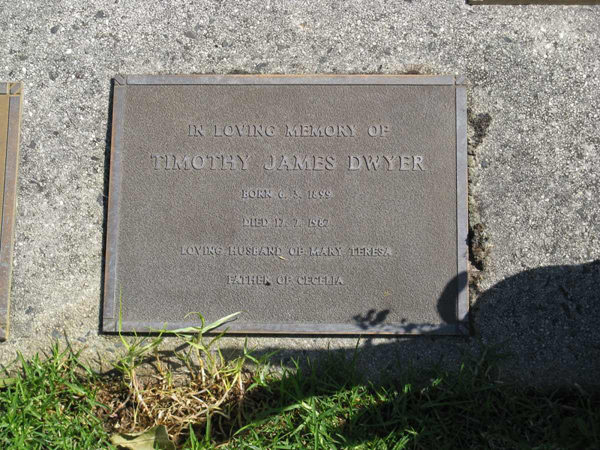 IN LOVING MEMORY OF
TIMOTHY JAMES DWYER
BORN 6. 3. 1899
DIED 17. 7. 1987
LOVING HUSBAND OF MARY TERESA
FATHER OF CECELIA